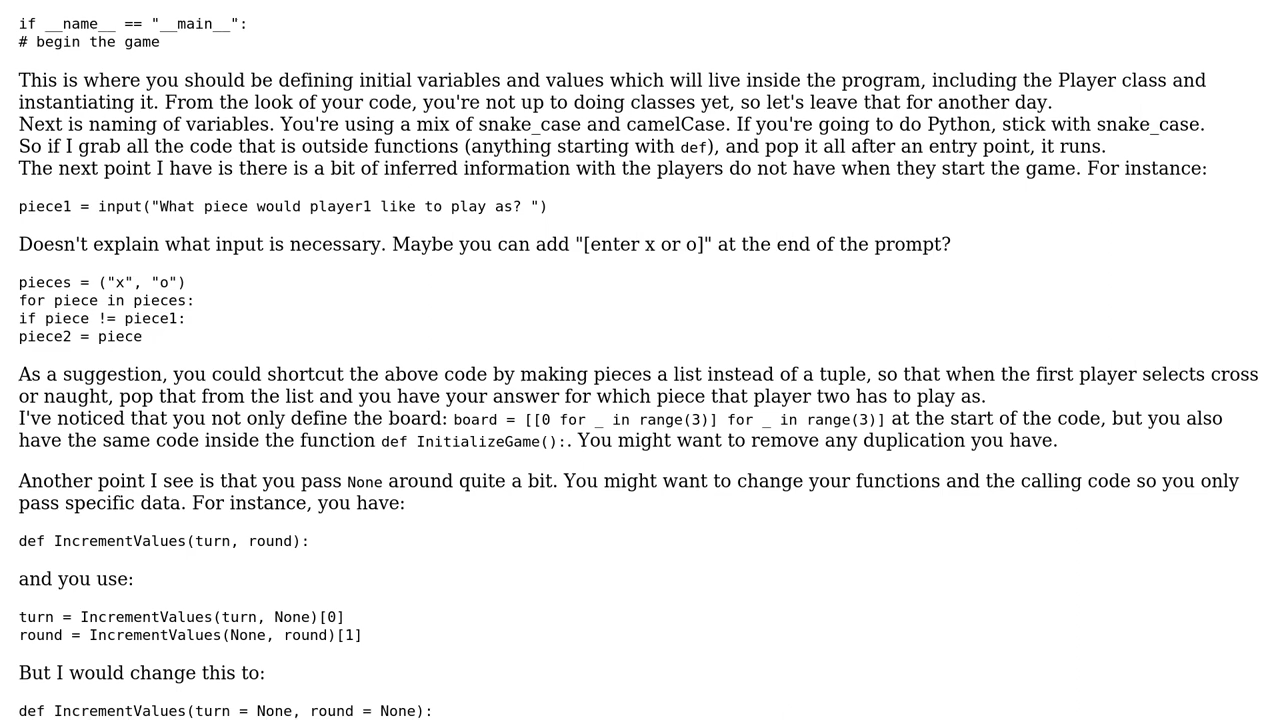 if __name__ == "__main__":
# begin the game
This is where you should be defining initial variables and values which will live inside the program, including the Player class and
instantiating it. From the look of your code, you're not up to doing classes yet, so let's leave that for another day.
Next is naming of variables. You're using a mix of snake_case and camelCase. If you're going to do Python, stick with snake_case.
So if I grab all the code that is outside functions (anything starting with def), and pop it all after an entry point, it runs.
The next point I have is there is a bit of inferred information with the players do not have when they start the game. For instance:
piece1 = input("What piece would player1 like to play as? ")
Doesn't explain what input is necessary. Maybe you can add "[enter x or o]" at the end of the prompt?
pieces = ("x", "o")
for piece in pieces:
if piece != piece1:
piece2 = piece
As a suggestion, you could shortcut the above code by making pieces a list instead of a tuple, so that when the first player selects cross
or naught, pop that from the list and you have your answer for which piece that player two has to play as.
I've noticed that you not only define the board: board = [[0 for _ in range(3)] for _ in range(3)] at the start of the code, but you also
have the same code inside the function def InitializeGame():. You might want to remove any duplication you have.
Another point I see is that you pass None around quite a bit. You might want to change your functions and the calling code so you only
pass specific data. For instance, you have:
def IncrementValues(turn, round):
and you use:
turn = IncrementValues(turn, None)[0]
round = IncrementValues(None, round)[1]
But I would change this to:
def IncrementValues(turn = None, round = None):